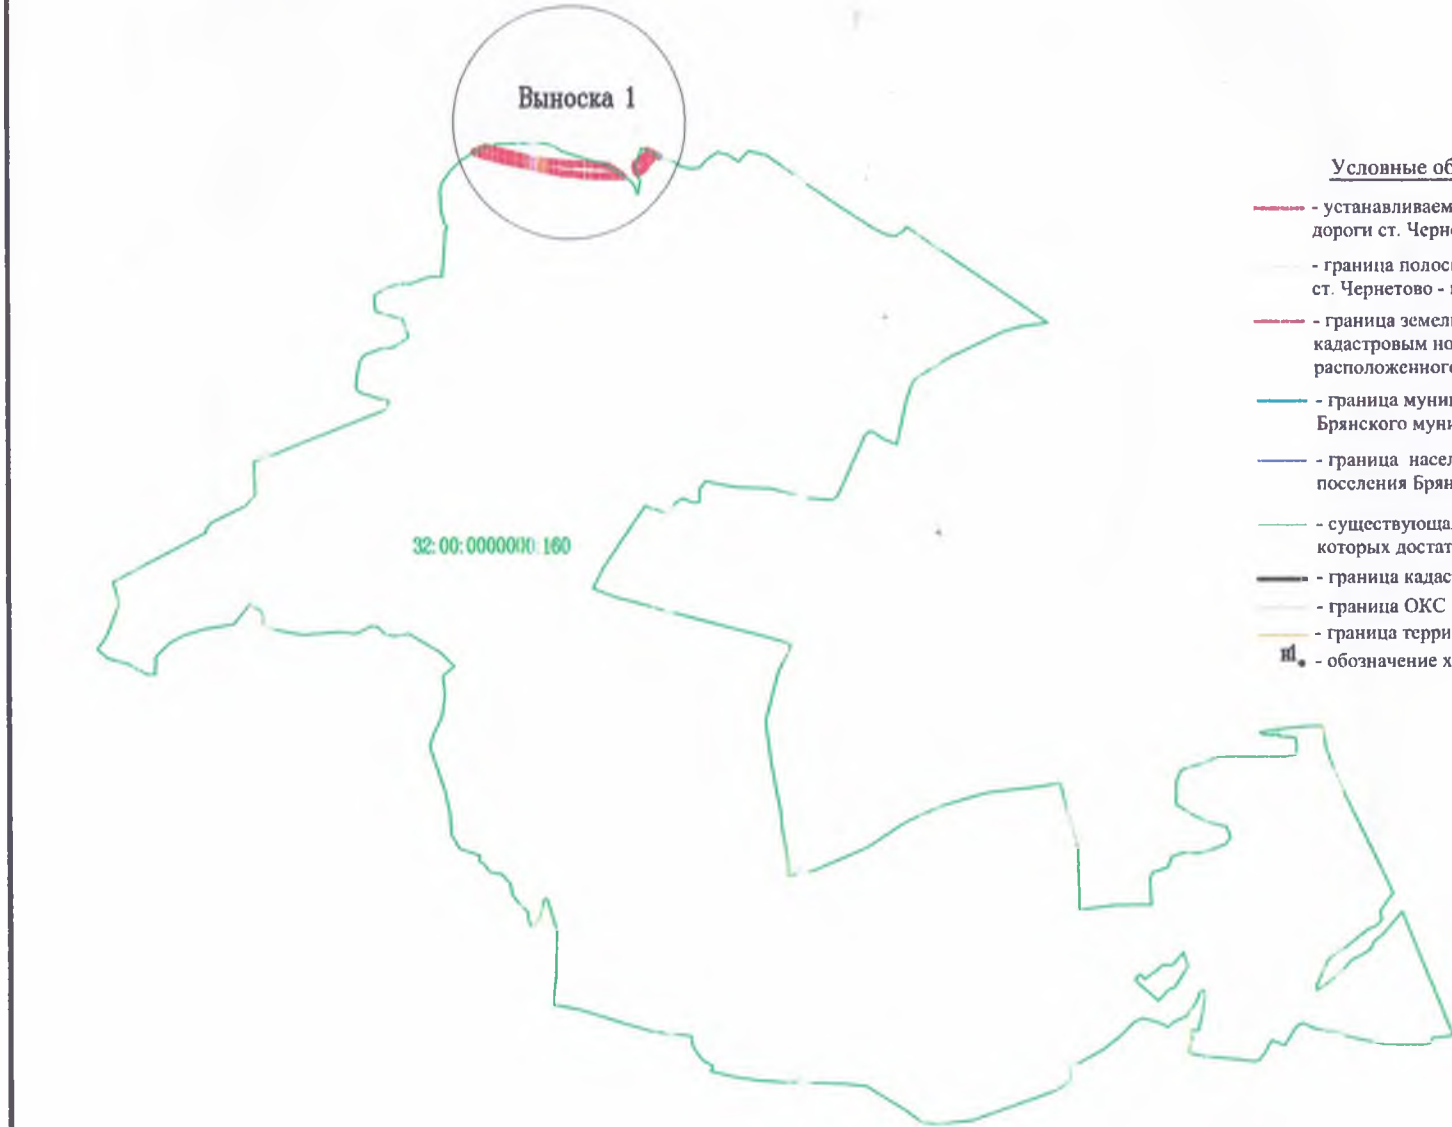 Выноска 1
32:00:0000000:160
Условные об
- устанавливаем
дороги ст. Черн
- граница полос
ст. Чернетово -
- граница земел
кадастровым но
расположенного
- граница муни
Брянского муни
- граница насел
поселения Брян
- существующа
которых достат
- граница кадас
- граница ОКС
- граница терри
н1. - обозначение х